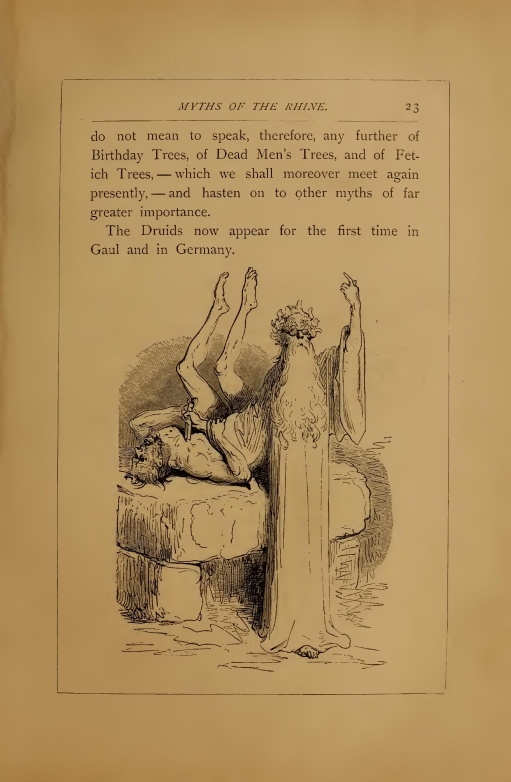 MYTHS OF THE RHINE. 23
do not mean to speak, therefore, any further of
Birthday Trees, of Dead Men's Trees, and of Fet-
ich Trees, — which we shall moreover meet again
presently, — and hasten on to other myths of far
greater importance.
The Druids now appear for the first time in
Gaul and in Germany.